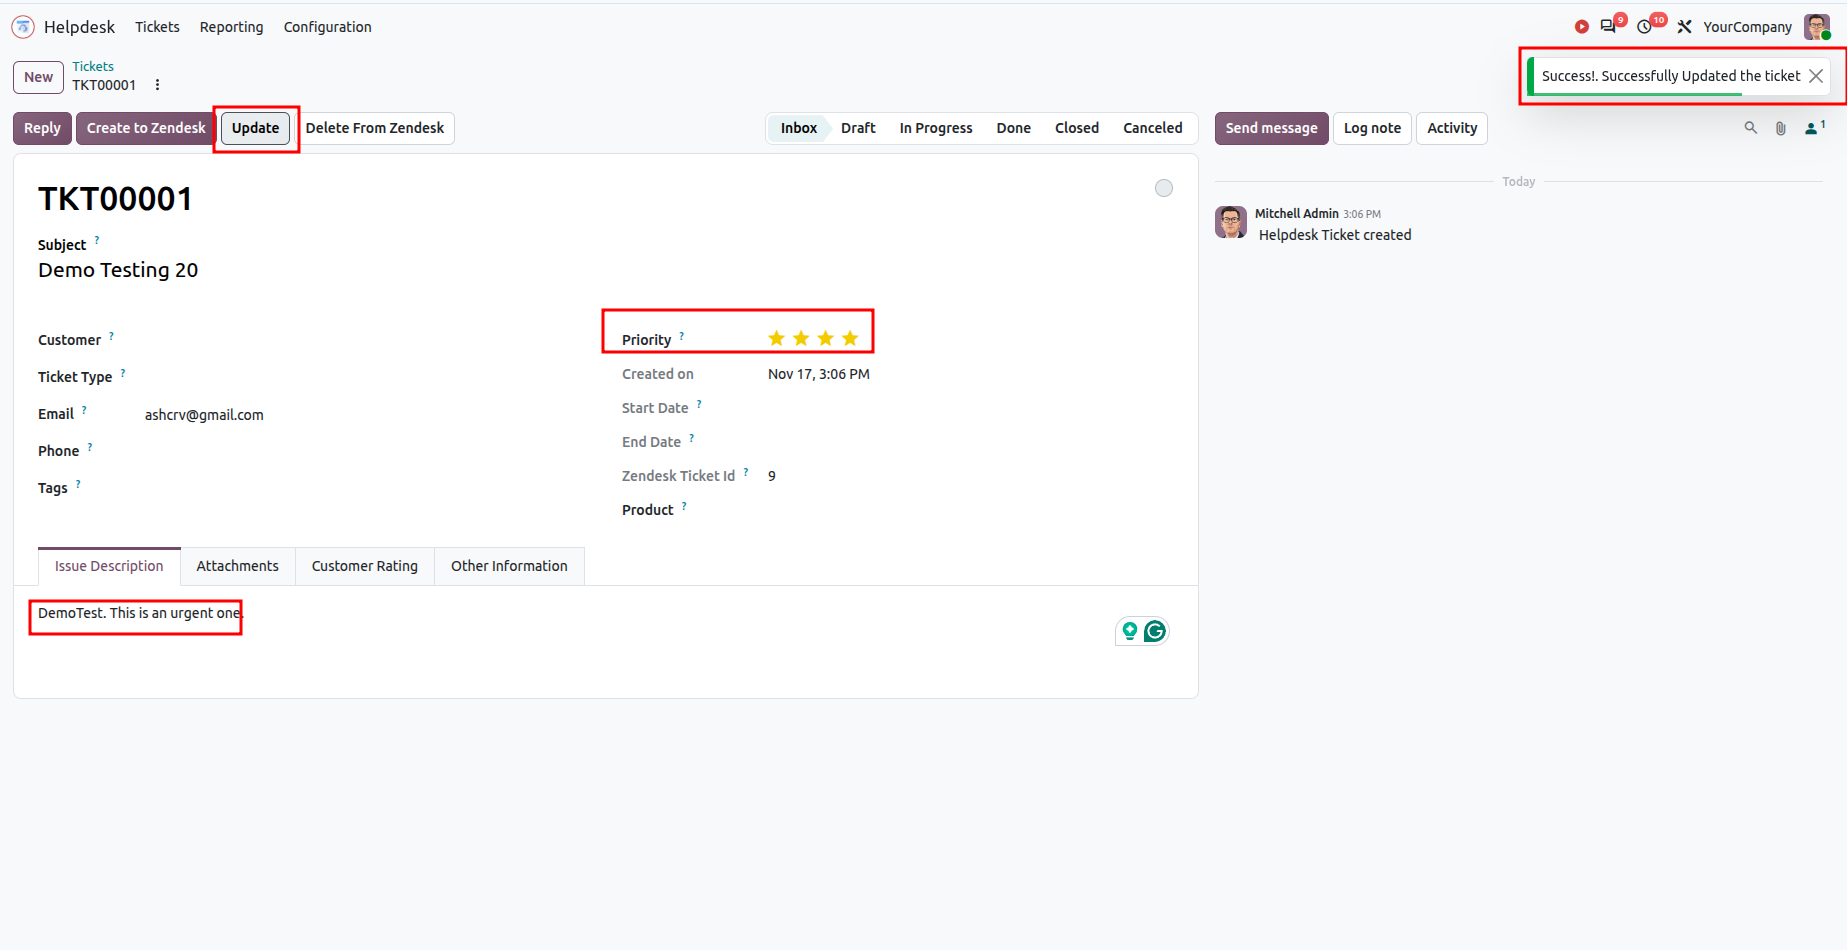 Helpdesk Tickets Reporting Configuration 9 10 YourCompany
New Tickets
TKT00001
Success!. Successfully Updated the ticket
Reply Create to Zendesk Update Delete From Zendesk Inbox Draft In Progress Done Closed Canceled Send message Log note Activity 1
TKT00001
Subject ?
Demo Testing 20
Customer ?
Ticket Type ?
Email ? ashcrv@gmail.com
Phone ?
Tags ?
Priority ?
Created on Nov 17, 3:06 PM
Start Date ?
End Date ?
Zendesk Ticket Id ? 9
Product ?
Issue Description Attachments Customer Rating Other Information
DemoTest. This is an urgent one.
Today
Mitchell Admin 3:06 PM
Helpdesk Ticket created